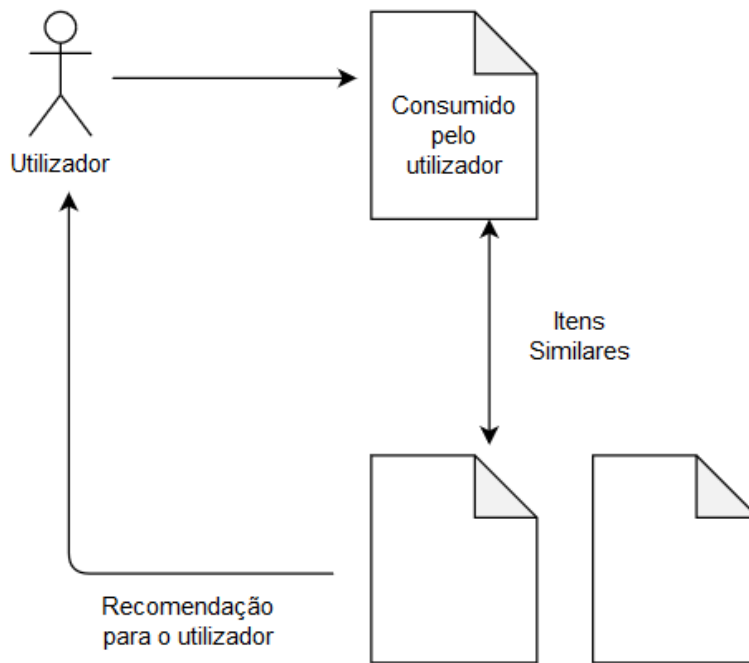 Utilizador
Consumido
pelo
utilizador
Itens
Similares
Recomendação
para o utilizador